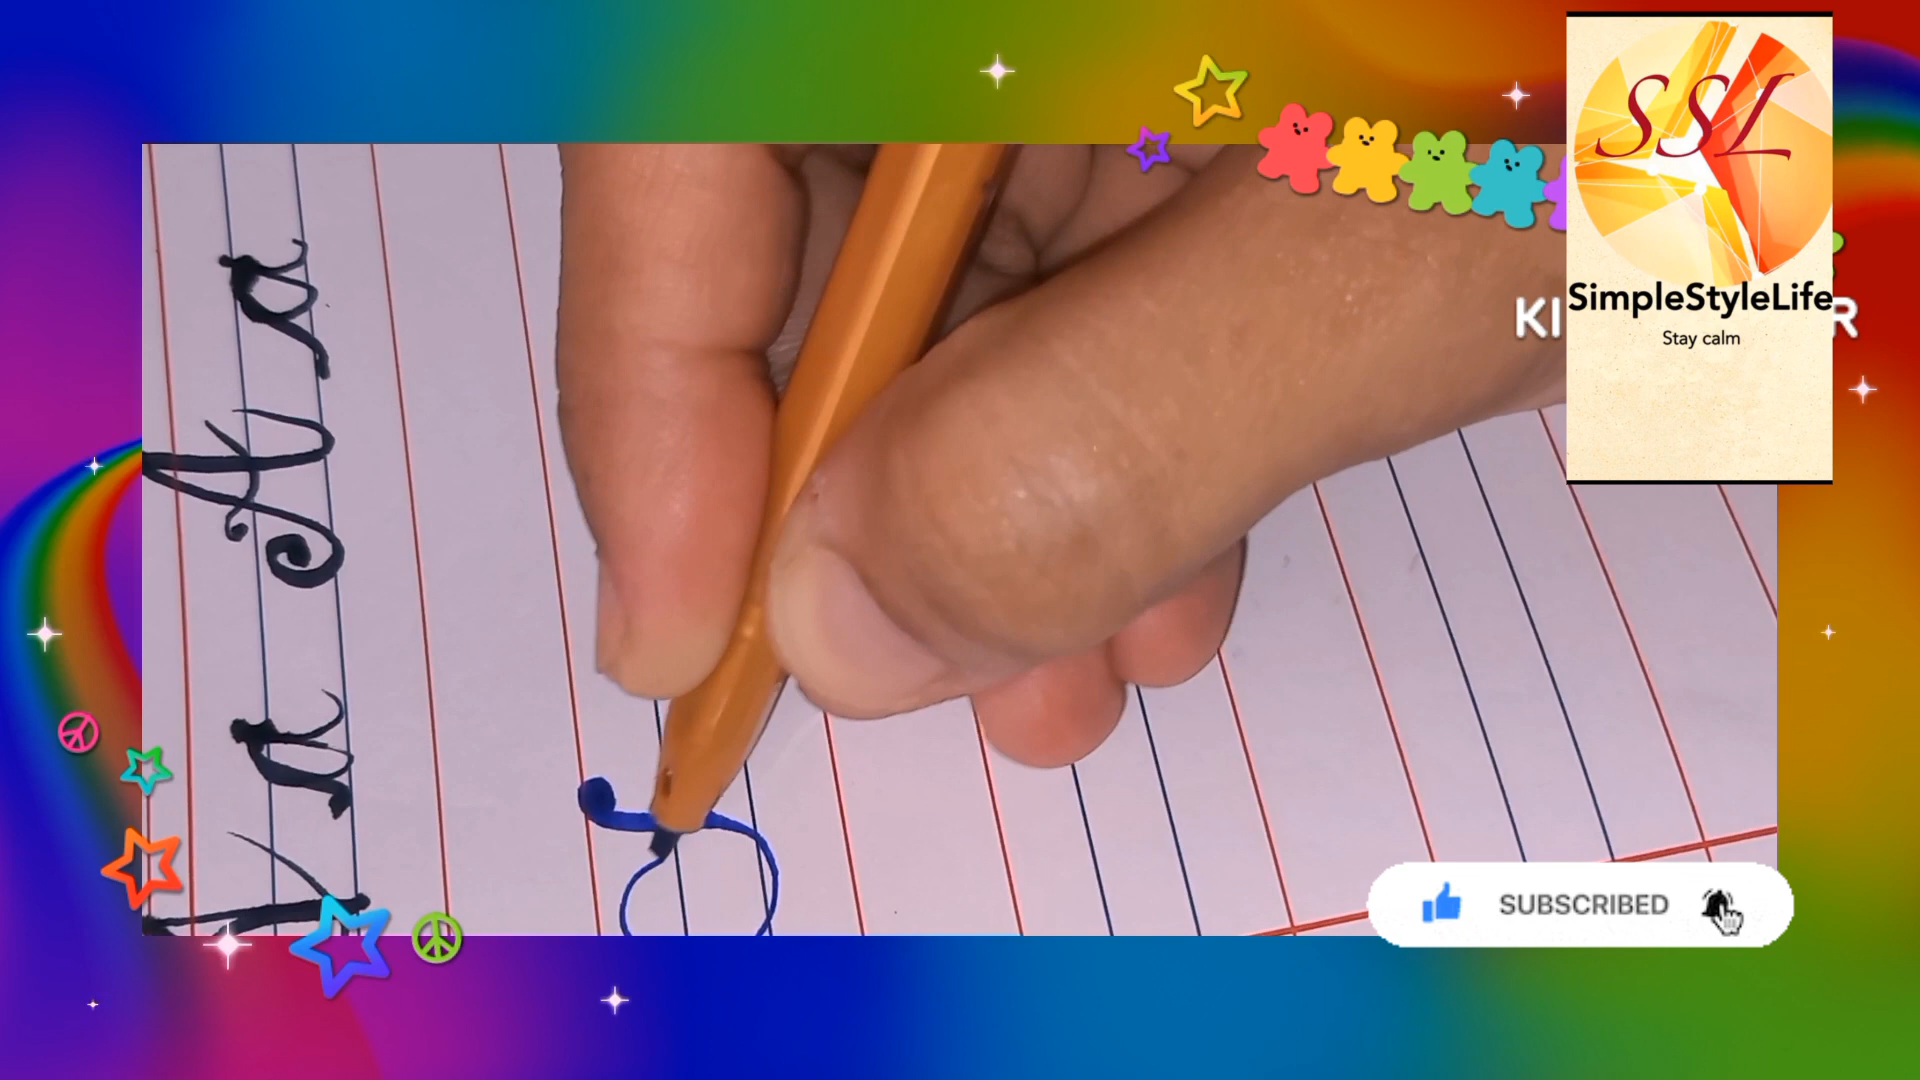 a A a A
SSL
SimpleStyleLife
Stay calm
SUBSCRIBED